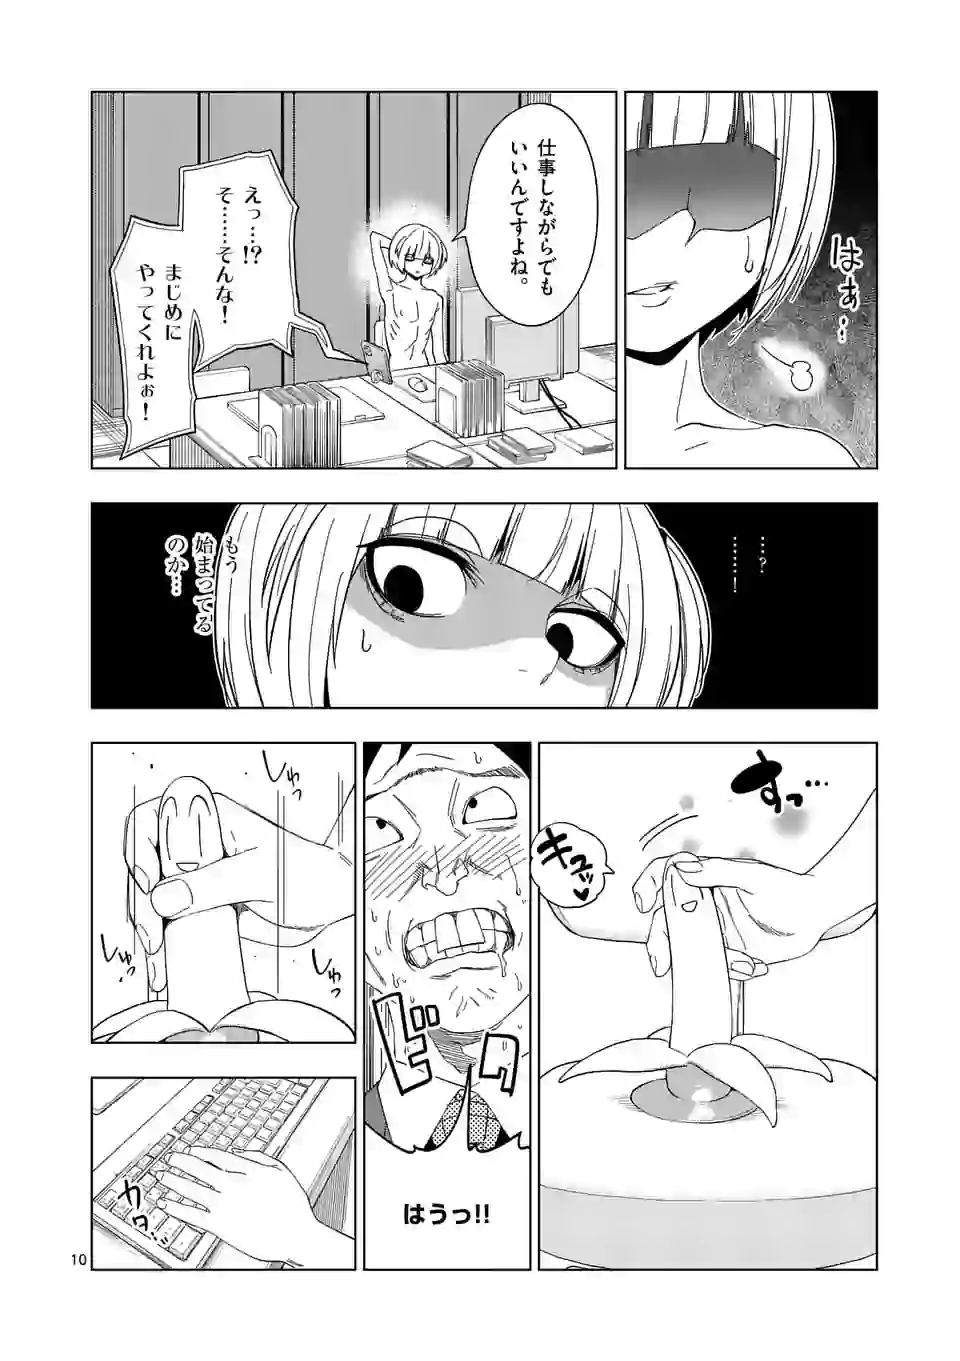 はぁ…
仕事しながらでも
いいんですよね。
えっ…!?
そ……そんな！
まじめに
やってくれよぉ！
…?
……！
もう
始まってる
のか…
すっ…
キュッ♥
ビク
はうっ!!
しゅっ
しゅっ
しゅっ
カタ…
10